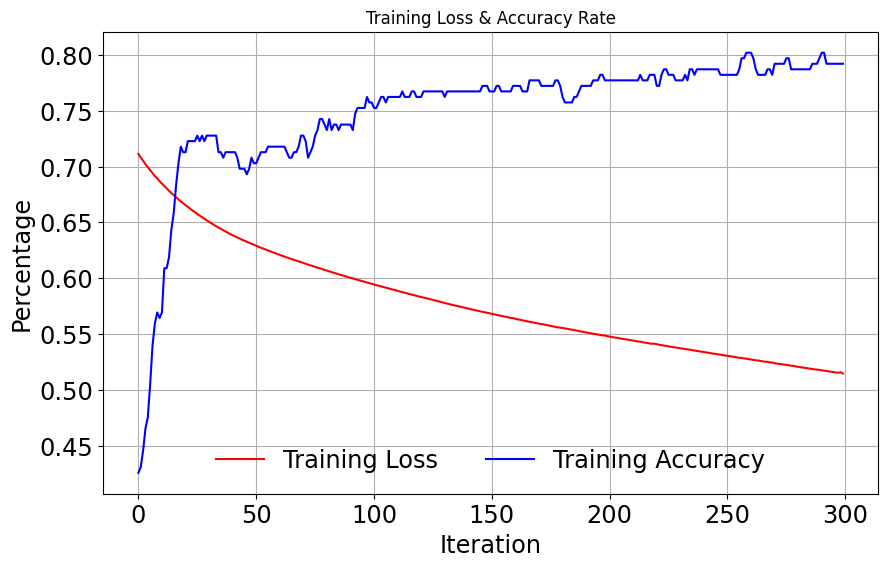 Training Loss & Accuracy Rate
Percentage
0.80
0.75
0.70
0.65
0.60
0.55
0.50
0.45
Training Loss
Training Accuracy
0 50 100 150 200 250 300
Iteration